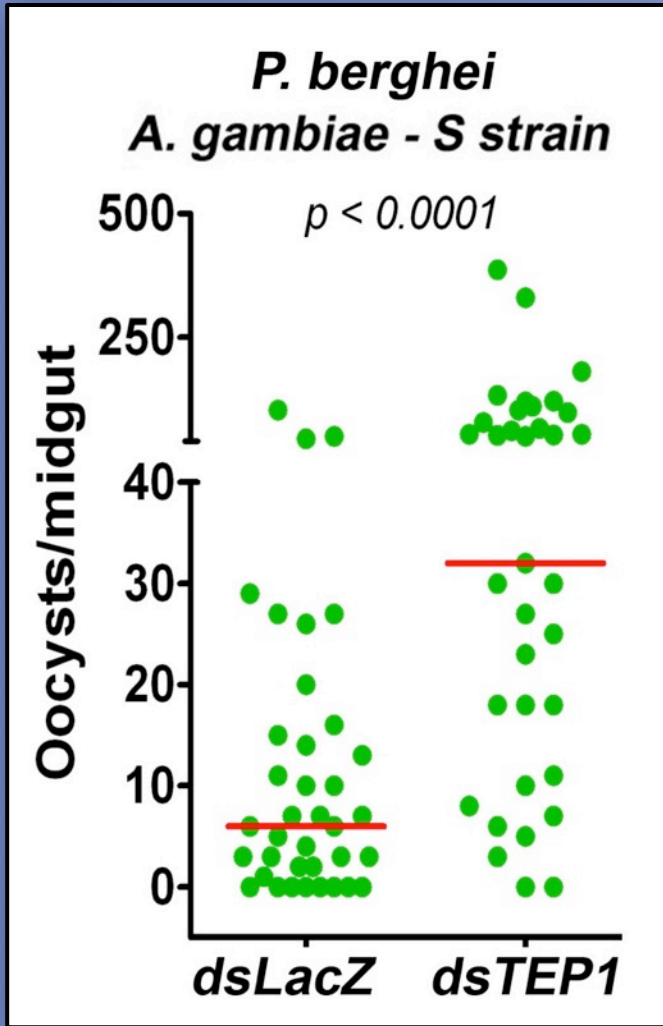 P. berghei
A. gambiae - S strain
p < 0.0001
500
250
40
30
20
10
0
Oocysts/midgut
dsLacZ dsTEP1